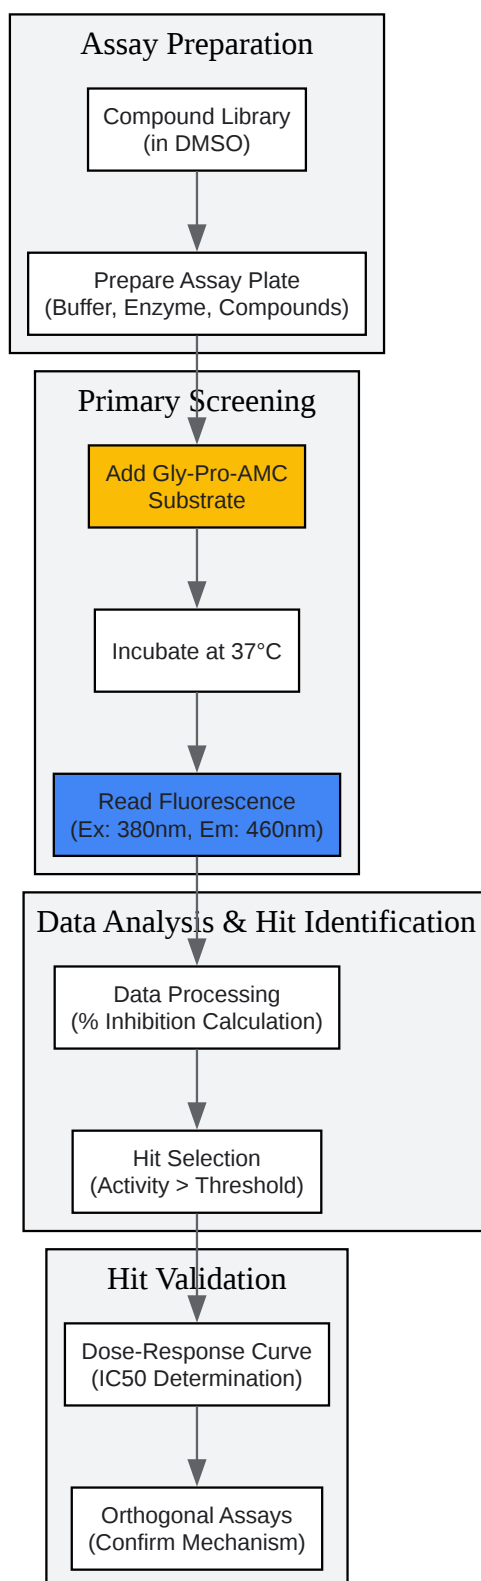 Assay Preparation
Compound Library
(in DMSO)
Prepare Assay Plate
(Buffer, Enzyme, Compounds)
Primary Screening
Add Gly-Pro-AMC
Substrate
Incubate at 37°C
Read Fluorescence
(Ex: 380nm, Em: 460nm)
Data Analysis & Hit Identification
Data Processing
(% Inhibition Calculation)
Hit Selection
(Activity > Threshold)
Hit Validation
Dose-Response Curve
(IC50 Determination)
Orthogonal Assays
(Confirm Mechanism)